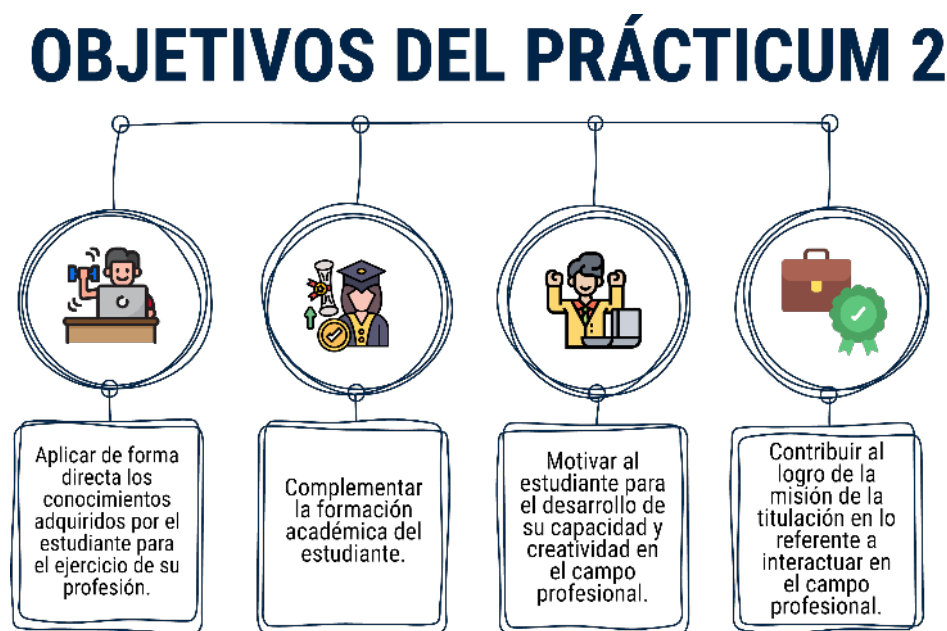 OBJETIVOS DEL PRÁCTICUM 2
Aplicar de forma
directa los
conocimientos
adquiridos por el
estudiante para
el ejercicio de su
profesión.
Complementar
la formación
académica del
estudiante.
Motivar al
estudiante para
el desarrollo de
su capacidad y
creatividad en
el campo
profesional.
Contribuir al
logro de la
misión de la
titulación en lo
referente a
interactuar en
el campo
profesional.